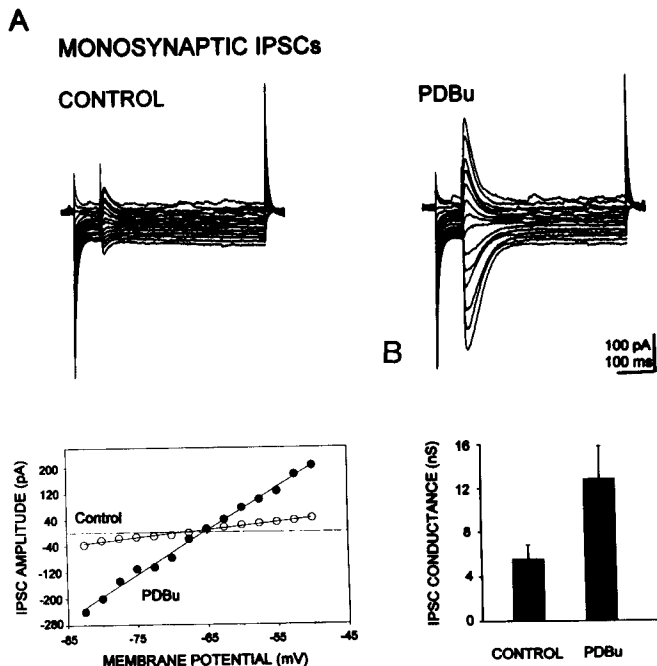 A
MONOSYNAPTIC IPSCs
CONTROL
PDBu
B
100 pA
100 ms
200
120
40
-40
-120
-200
-280
IPSC AMPLITUDE (pA)
Control
PDBu
-85
-75
-65
-55
-45
MEMBRANE POTENTIAL (mV)
16
12
8
4
0
IPSC CONDUCTANCE (nS)
CONTROL
PDBu